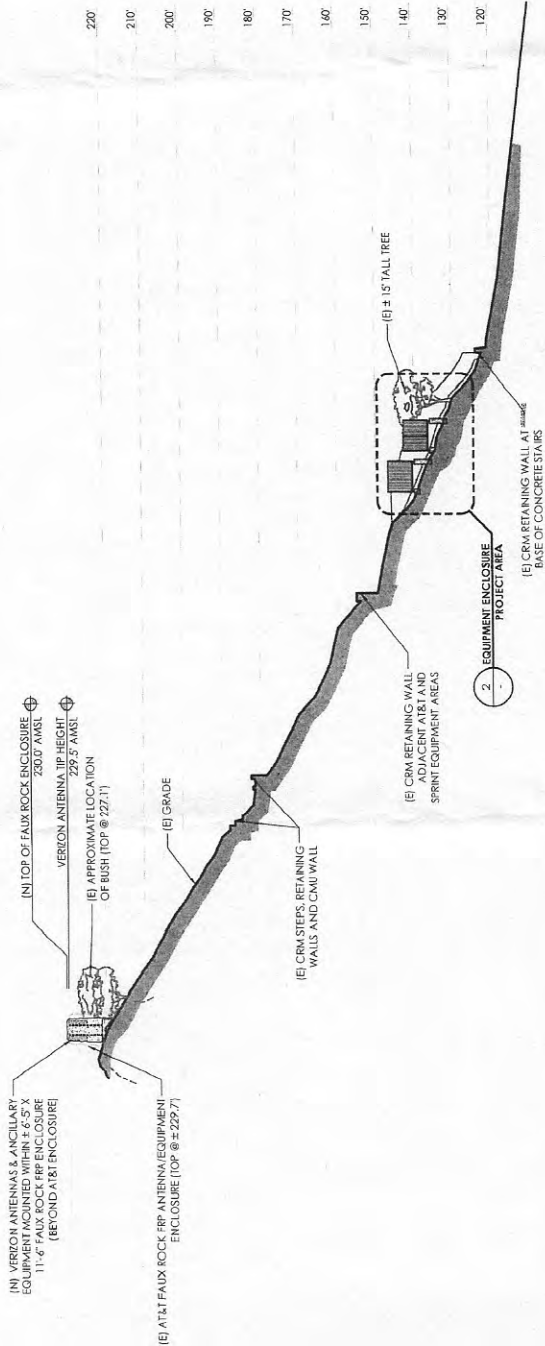 (N) VERIZON ANTENNAS & ANCILLARY
EQUIPMENT MOUNTED WITHIN ± 6'-5" X
11'-6" FAUX ROCK FRP ENCLOSURE
(BEYOND AT&T ENCLOSURE)
(N) TOP OF FAUX ROCK ENCLOSURE
230.0' AMSL
VERIZON ANTENNA TIP HEIGHT
229.5' AMSL
(E) APPROXIMATE LOCATION
OF BUSH (TOP @ 227.1')
(E) AT&T FAUX ROCK FRP ANTENNA/EQUIPMENT
ENCLOSURE (TOP @ ± 229.7')
(E) GRADE
(E) CRM STEPS, RETAINING
WALLS AND CMU WALL
(E) CRM RETAINING WALL
ADJACENT AT&T AND
SPRINT EQUIPMENT AREAS
(E) ± 15' TALL TREE
2
-
EQUIPMENT ENCLOSURE
PROJECT AREA
(E) CRM RETAINING WALL AT
BASE OF CONCRETE STAIRS
220'
210'
200'
190'
180'
170'
160'
150'
140'
130'
120'